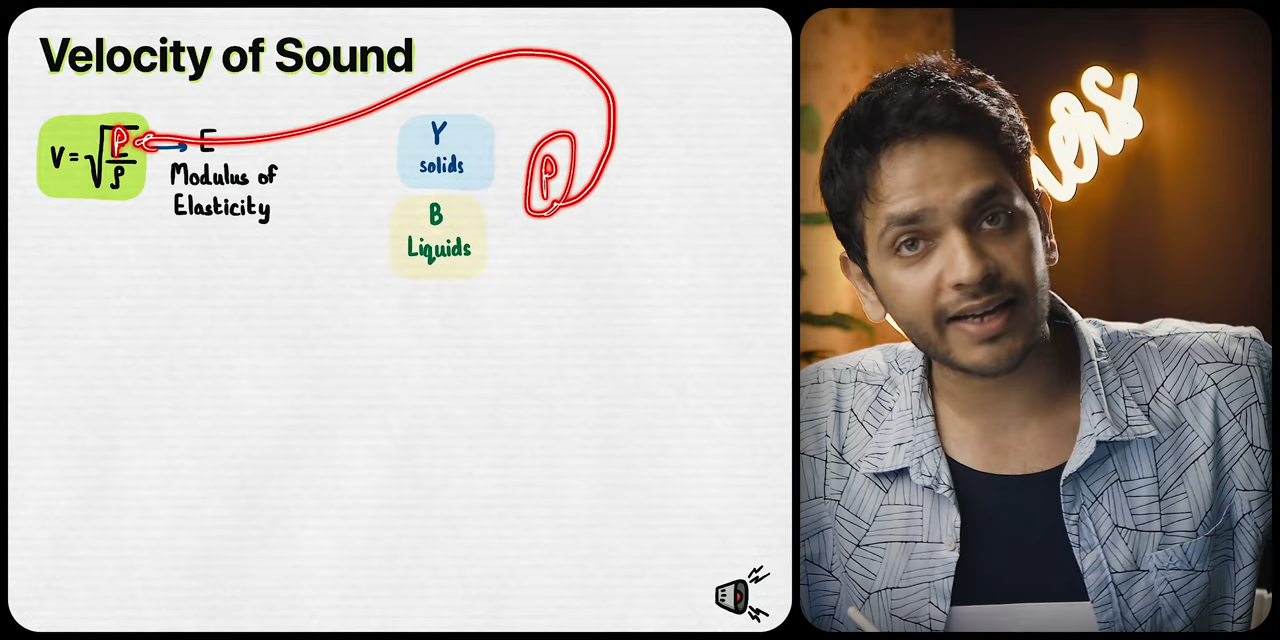 Velocity of Sound
V = √P/ρ → E
Modulus of
Elasticity
Y
solids
B
Liquids
P